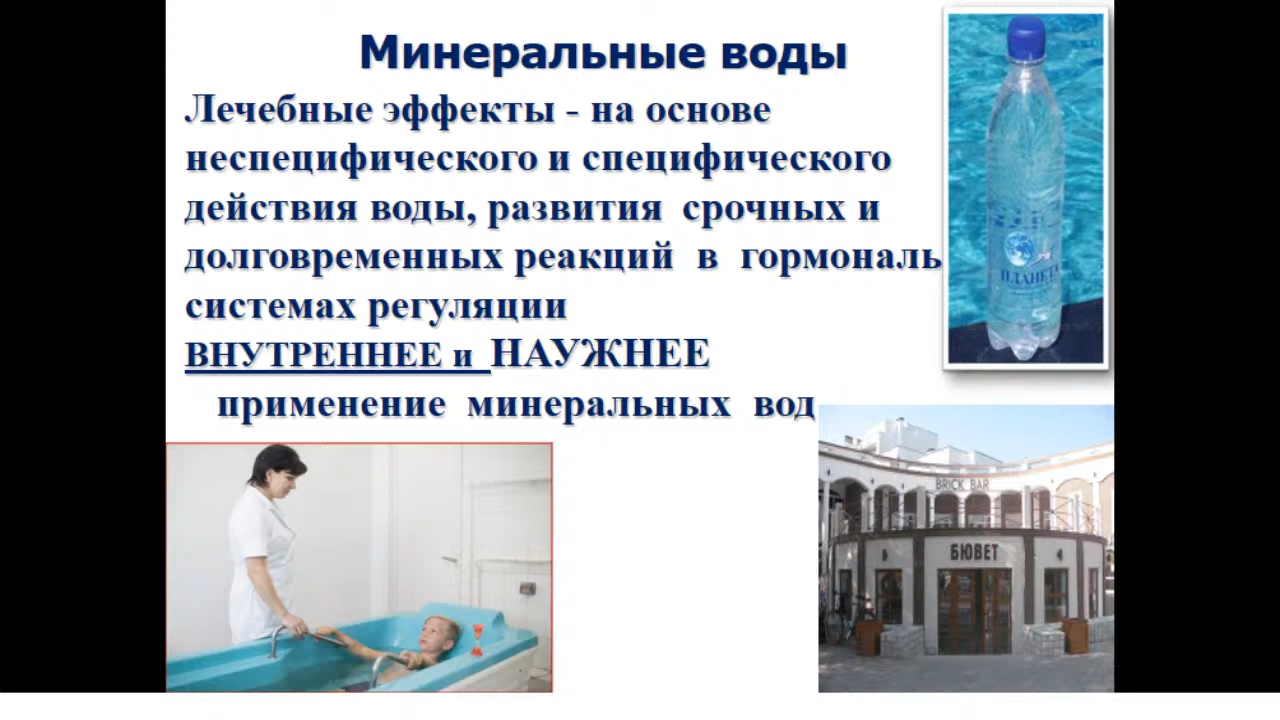 Минеральные воды
Лечебные эффекты - на основе
неспецифического и специфического
действия воды, развития срочных и
долговременных реакций в гормональ
системах регуляции
ВНУТРЕННЕЕ и НАУЖНЕЕ
применение минеральных вод
ПЛАНЕТА
BRICK BAR
БЮВЕТ